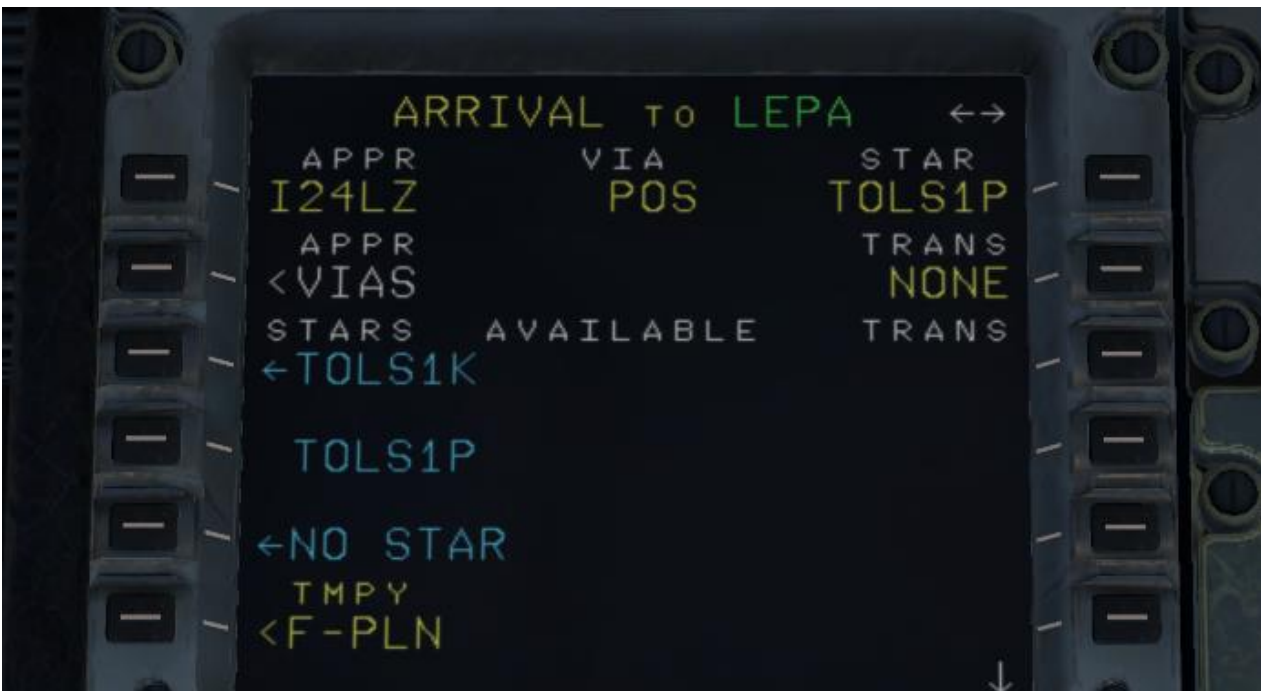 ARRIVAL TO LEPA ←→
APPR VIA STAR
I24LZ POS TOLS1P
APPR TRANS
<VIAS NONE
STARS AVAILABLE TRANS
←TOLS1K
TOLS1P
←NO STAR
TMPY
<F-PLN
↓